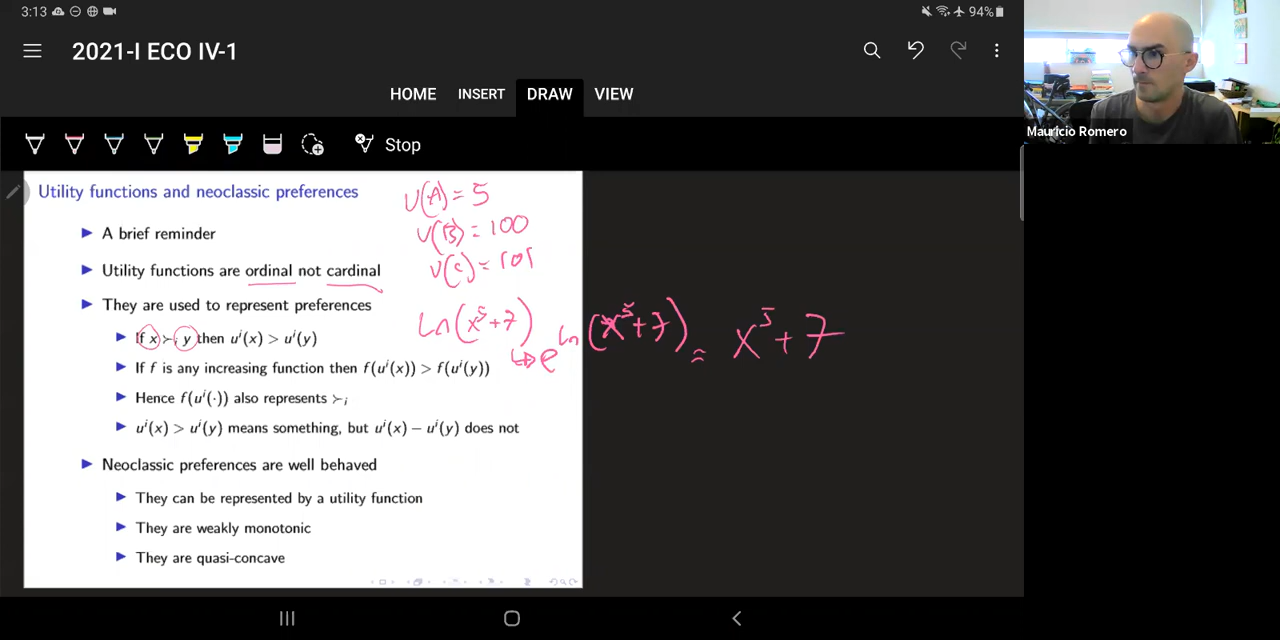 3:13 94%
2021-I ECO IV-1
HOME INSERT DRAW VIEW
Stop
Mauricio Romero
Utility functions and neoclassic preferences
U(A) = 5
U(B) = 100
U(C) = 101
▶ A brief reminder
▶ Utility functions are ordinal not cardinal
▶ They are used to represent preferences
▶ If x ≻ᵢ y then uⁱ(x) > uⁱ(y)
▶ If f is any increasing function then f(uⁱ(x)) > f(uⁱ(y))
▶ Hence f(uⁱ(·)) also represents ≻ᵢ
▶ uⁱ(x) > uⁱ(y) means something, but uⁱ(x) − uⁱ(y) does not
Ln(x⁵+7)
↳ e^Ln(x⁵+7) = x⁵+7
▶ Neoclassic preferences are well behaved
▶ They can be represented by a utility function
▶ They are weakly monotonic
▶ They are quasi-concave